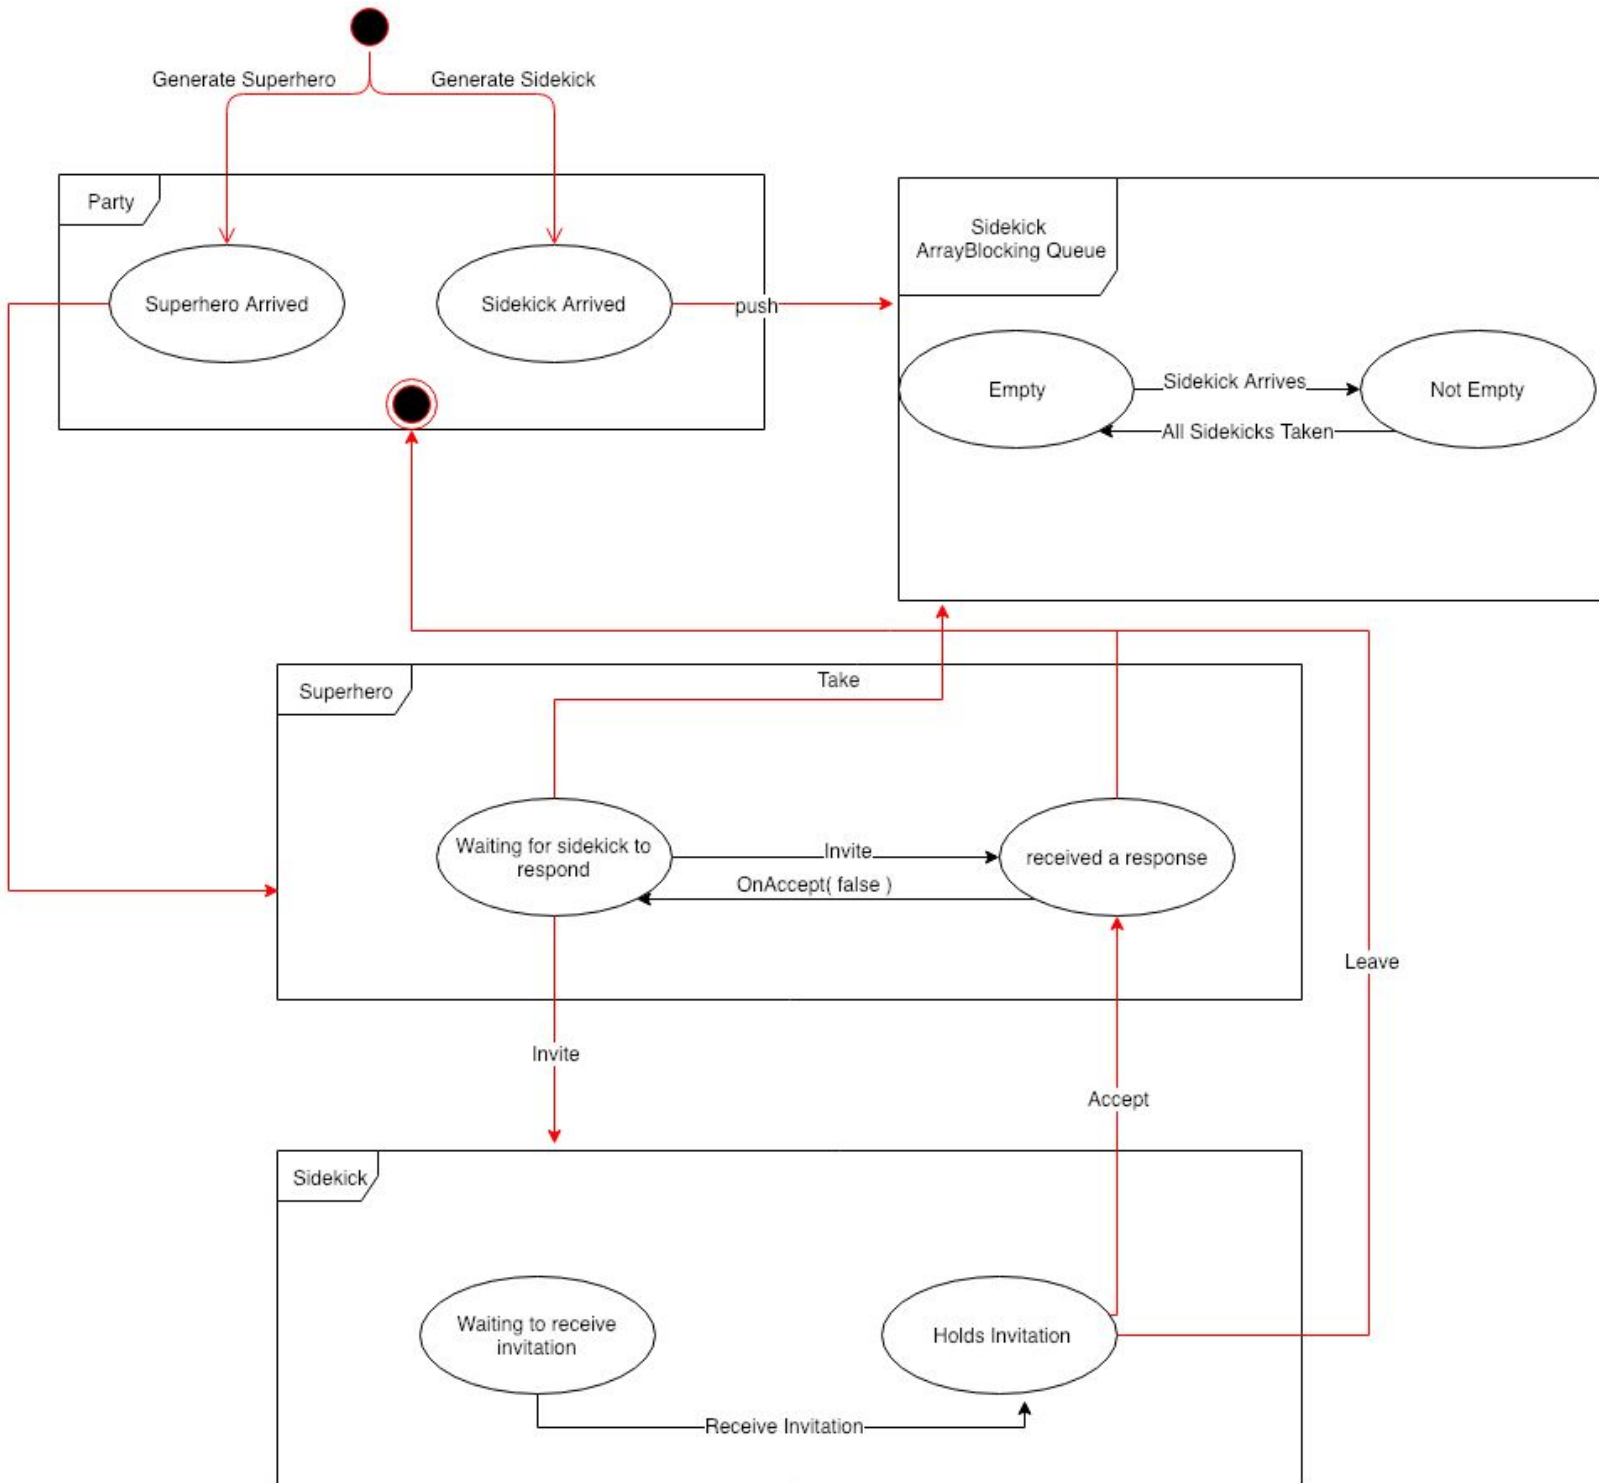 Generate Superhero
Generate Sidekick
Party
Superhero Arrived
Sidekick Arrived
push
Sidekick
ArrayBlocking Queue
Empty
Sidekick Arrives
Not Empty
All Sidekicks Taken
Superhero
Take
Waiting for sidekick to
respond
Invite
received a response
OnAccept( false )
Leave
Invite
Accept
Sidekick
Waiting to receive
invitation
Holds Invitation
Receive Invitation